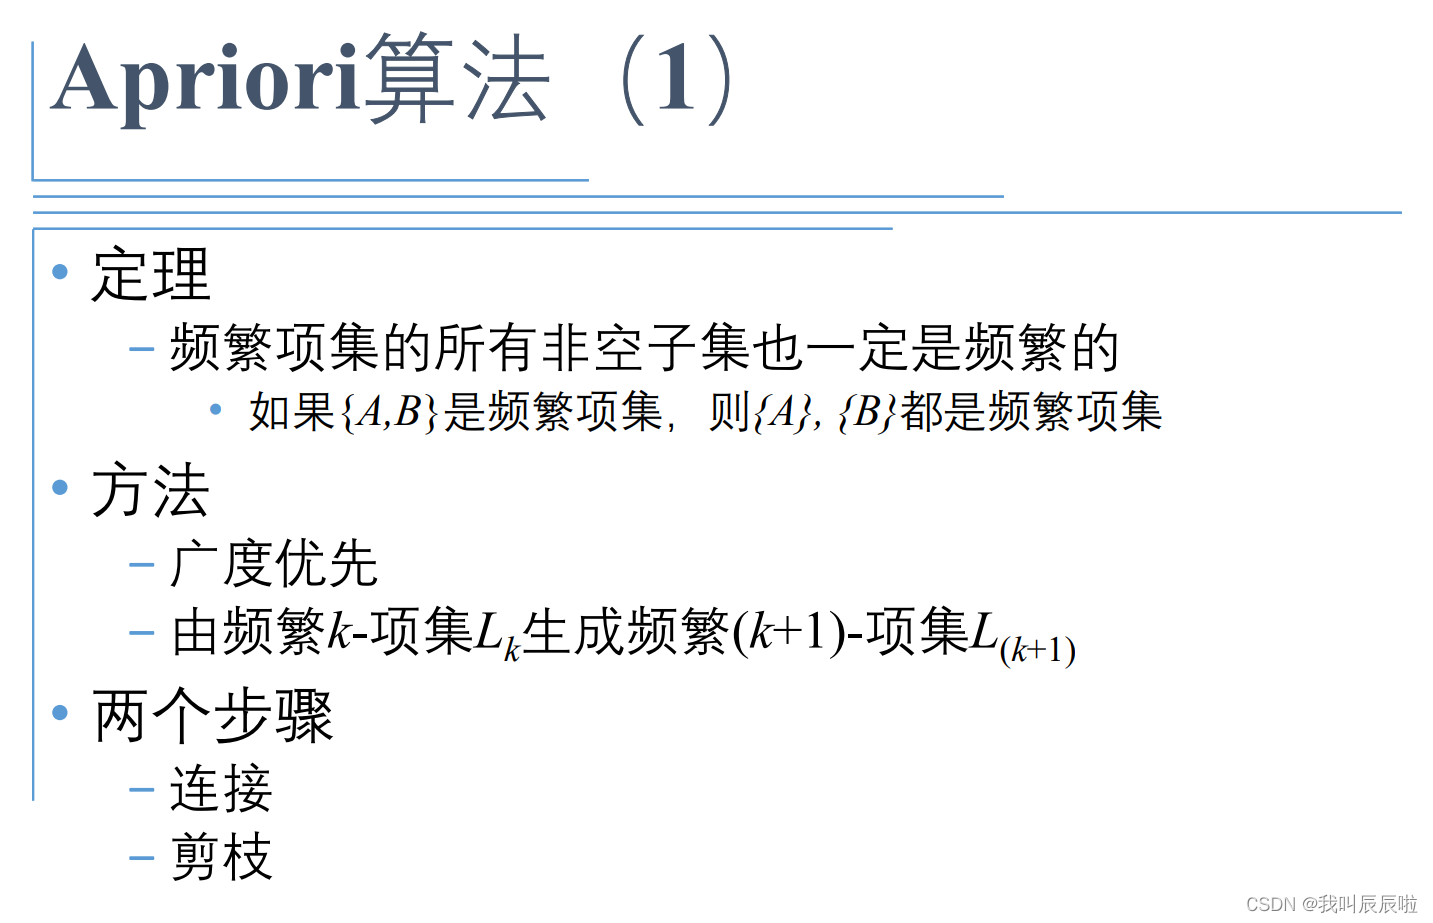 Apriori算法（1）
• 定理
– 频繁项集的所有非空子集也一定是频繁的
• 如果{A,B}是频繁项集，则{A}, {B}都是频繁项集
• 方法
– 广度优先
– 由频繁k-项集Lk生成频繁(k+1)-项集L(k+1)
• 两个步骤
– 连接
– 剪枝
CSDN @我叫辰辰啦